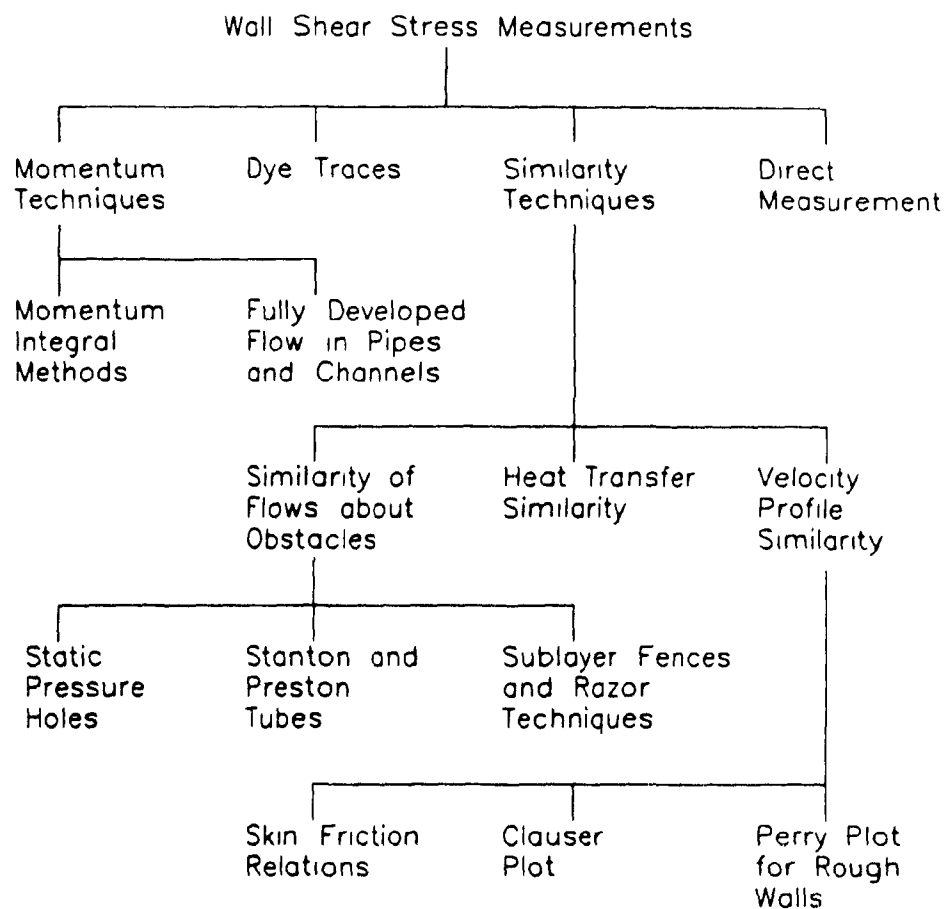 Wall Shear Stress Measurements
Momentum
Techniques
Dye Traces
Similarity
Techniques
Direct
Measurement
Momentum
Integral
Methods
Fully Developed
Flow in Pipes
and Channels
Similarity of
Flows about
Obstacles
Heat Transfer
Similarity
Velocity
Profile
Similarity
Static
Pressure
Holes
Stanton and
Preston
Tubes
Sublayer Fences
and Razor
Techniques
Skin Friction
Relations
Clauser
Plot
Perry Plot
for Rough
Walls